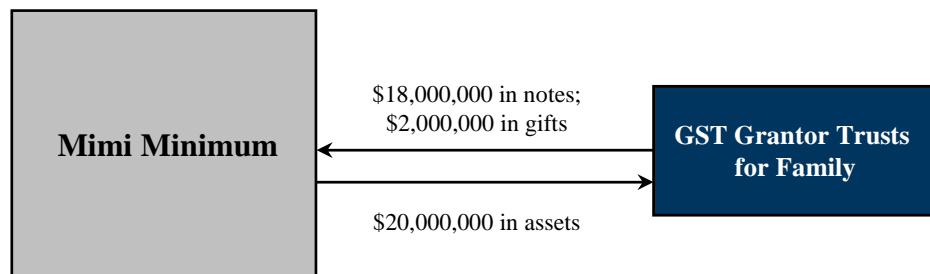 Mimi Minimum
$18,000,000 in notes;
$2,000,000 in gifts
$20,000,000 in assets
GST Grantor Trusts
for Family